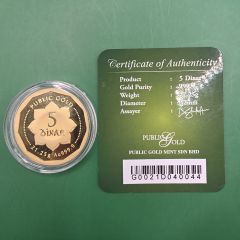 PUBLIC GOLD
5
DINAR
21.25g Au999.9
Certificate of Authenticity
Product : 5 Dinar
Gold Purity :
Weight :
Diameter :
Assayer :
PUBLIC GOLD
PUBLIC GOLD MINT SDN BHD
G0021D040044